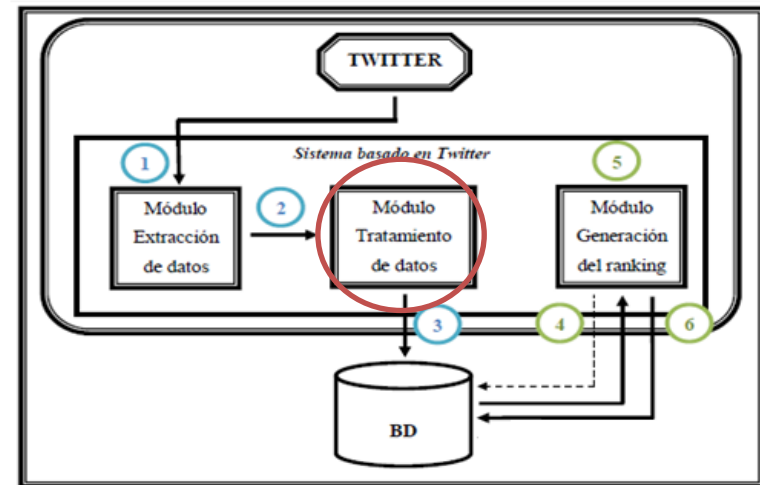 TWITTER
Sistema basado en Twitter
1
2
3
4
5
6
Módulo
Extracción
de datos
Módulo
Tratamiento
de datos
Módulo
Generación
del ranking
BD